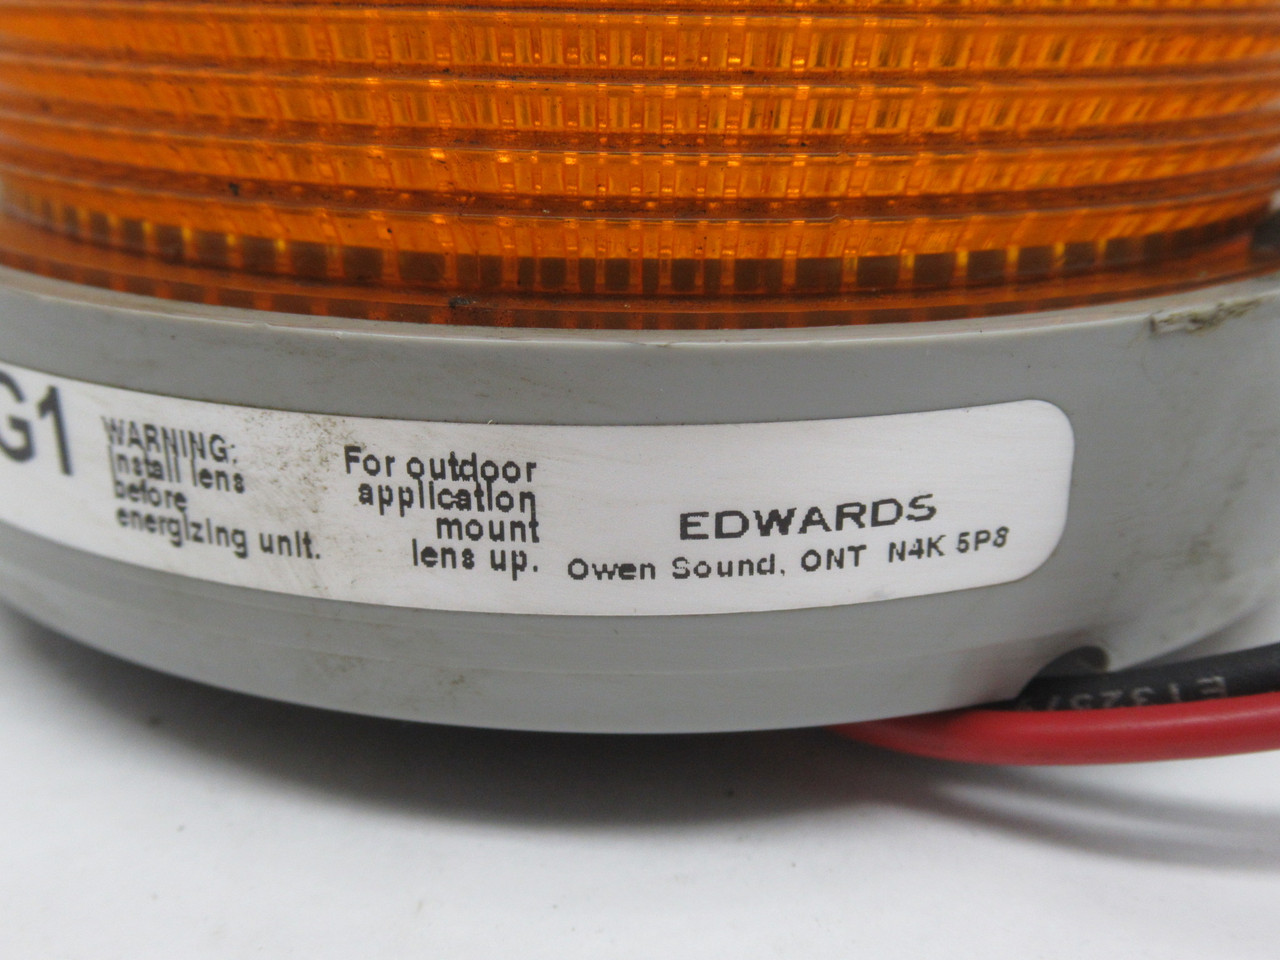 G1
WARNING:
Install lens
before
energizing unit.
For outdoor
application
mount
lens up.
EDWARDS
Owen Sound, ONT N4K 5P8